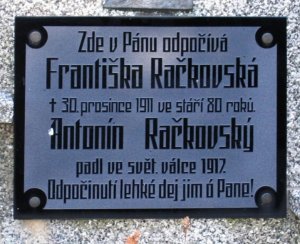 Zde v Pánu odpočívá
Františka Račkovská
† 30. prosince 1911 ve stáří 80 roků.
Antonín Račkovský
padl ve svět. válce 1917.
Odpočinutí lehké dej jim ó Pane!